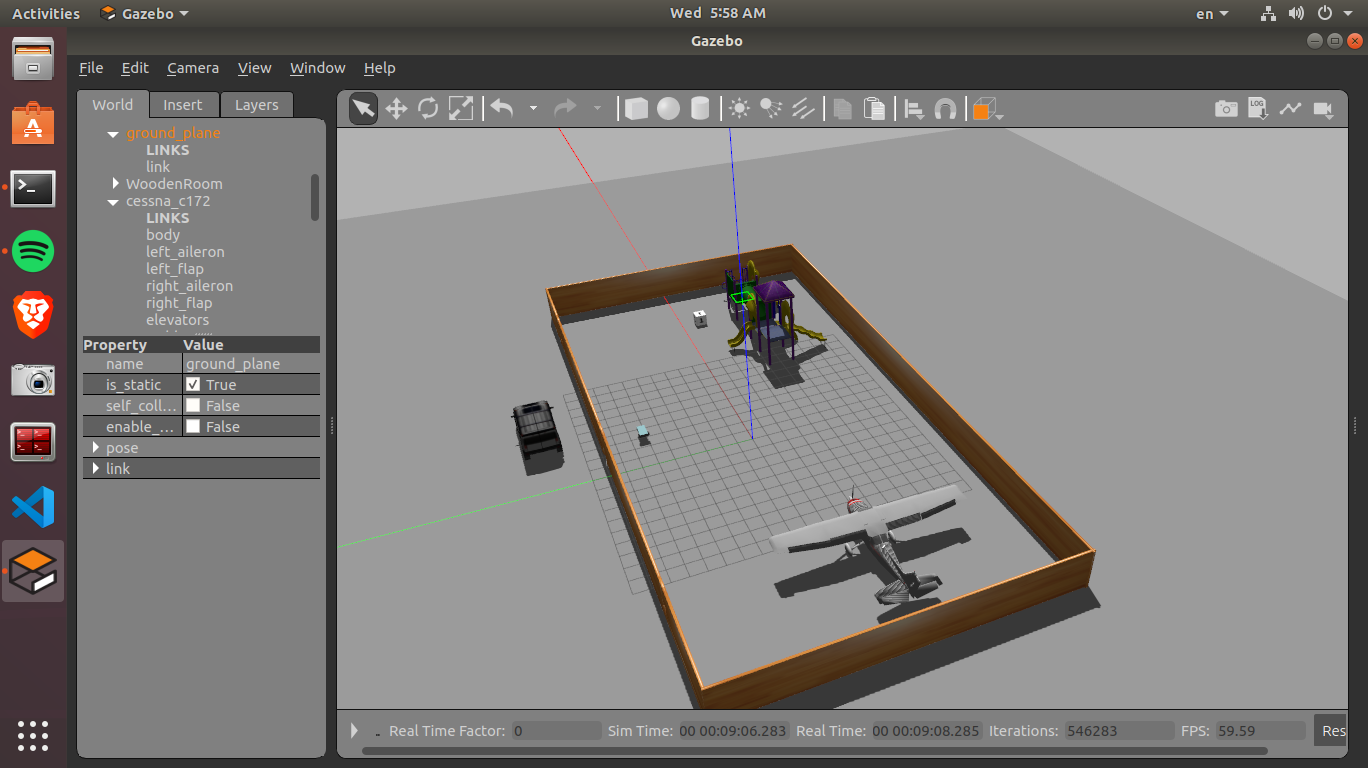 Activities Gazebo Wed 5:58 AM en
Gazebo
File Edit Camera View Window Help
World Insert Layers
LOG
ground_plane
LINKS
link
WoodenRoom
cessna_c172
LINKS
body
left_aileron
left_flap
right_aileron
right_flap
elevators
Property Value
name ground_plane
is_static True
self_coll... False
enable_... False
pose
link
Real Time Factor: 0 Sim Time: 00 00:09:06.283 Real Time: 00 00:09:08.285 Iterations: 546283 FPS: 59.59 Res